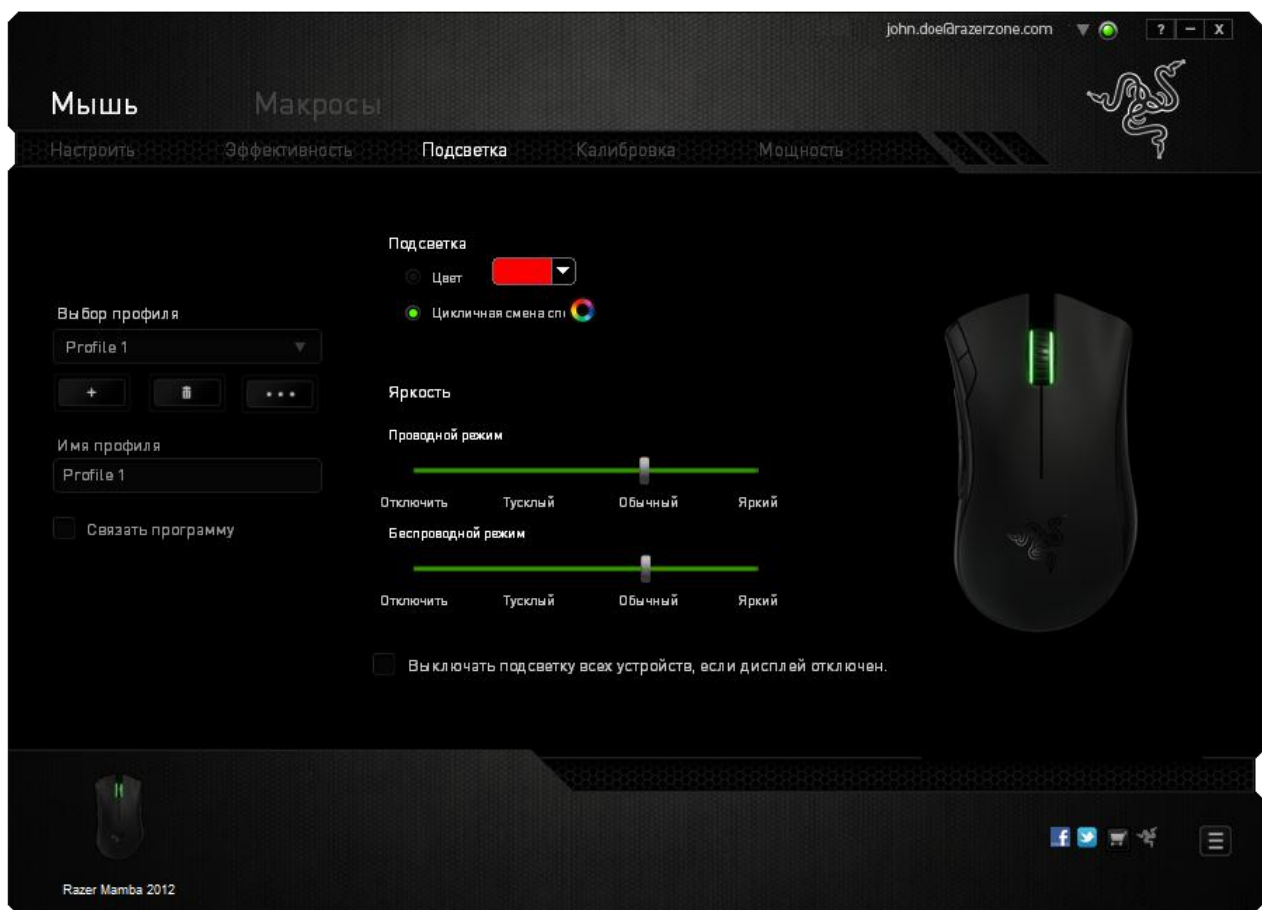 john.doe@razerzone.com
? – X
Мышь Макросы
Настроить Эффективность Подсветка Калибровка Мощность
Подсветка
Цвет
Цикличная смена спе
Выбор профиля
Profile 1
+ ...
Имя профиля
Profile 1
Связать программу
Яркость
Проводной режим
Отключить Тусклый Обычный Яркий
Беспроводной режим
Отключить Тусклый Обычный Яркий
Выключать подсветку всех устройств, если дисплей отключен.
Razer Mamba 2012